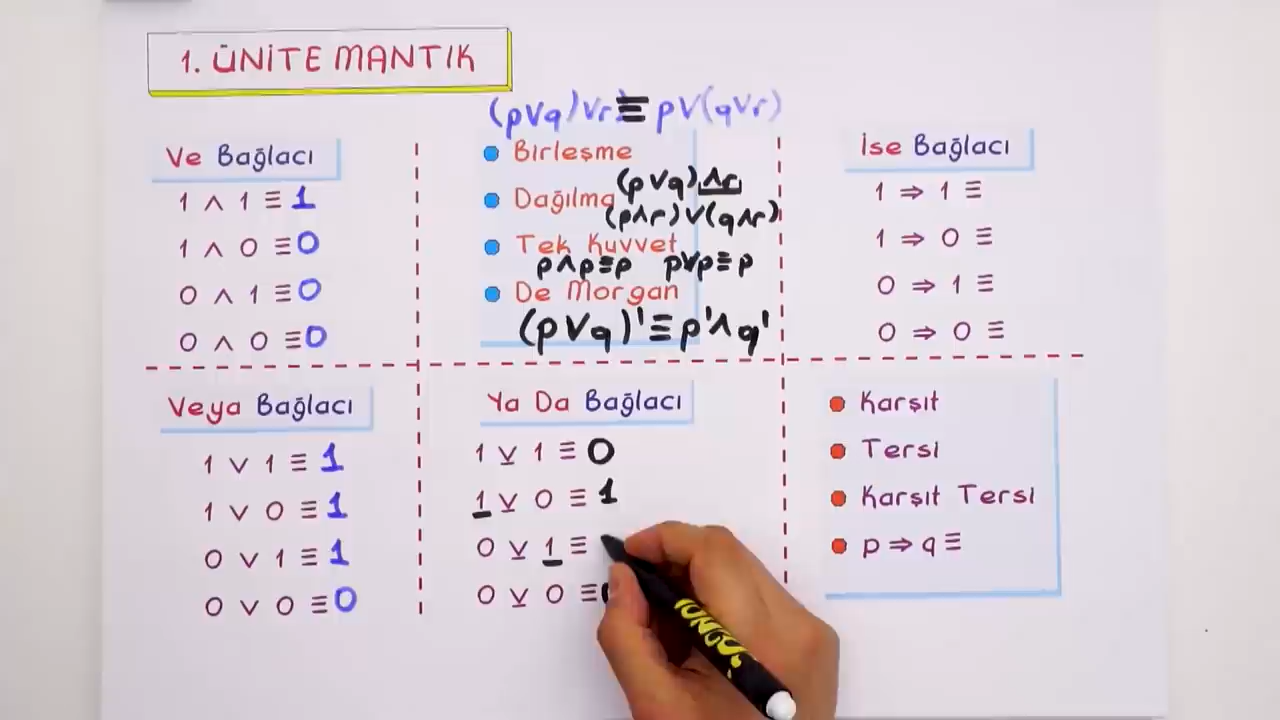 1. ÜNİTE MANTIK
Ve Bağlacı
1 ∧ 1 ≡ 1
1 ∧ 0 ≡ 0
0 ∧ 1 ≡ 0
0 ∧ 0 ≡ 0
(p∨q)∨r)≡ p∨(q∨r)
Birleşme
Dağılma (p∨q)∧r
(p∧r)∨(q∧r)
Tek Kuvvet
p∧p≡p p∨p≡p
De Morgan
(p∨q)'≡p'∧q'
İse Bağlacı
1 ⇒ 1 ≡
1 ⇒ 0 ≡
0 ⇒ 1 ≡
0 ⇒ 0 ≡
Veya Bağlacı
1 ∨ 1 ≡ 1
1 ∨ 0 ≡ 1
0 ∨ 1 ≡ 1
0 ∨ 0 ≡ 0
Ya Da Bağlacı
1 ⊻ 1 ≡ 0
1 ⊻ 0 ≡ 1
0 ⊻ 1 ≡
0 ⊻ 0 ≡
Karşıt
Tersi
Karşıt Tersi
p ⇒ q ≡